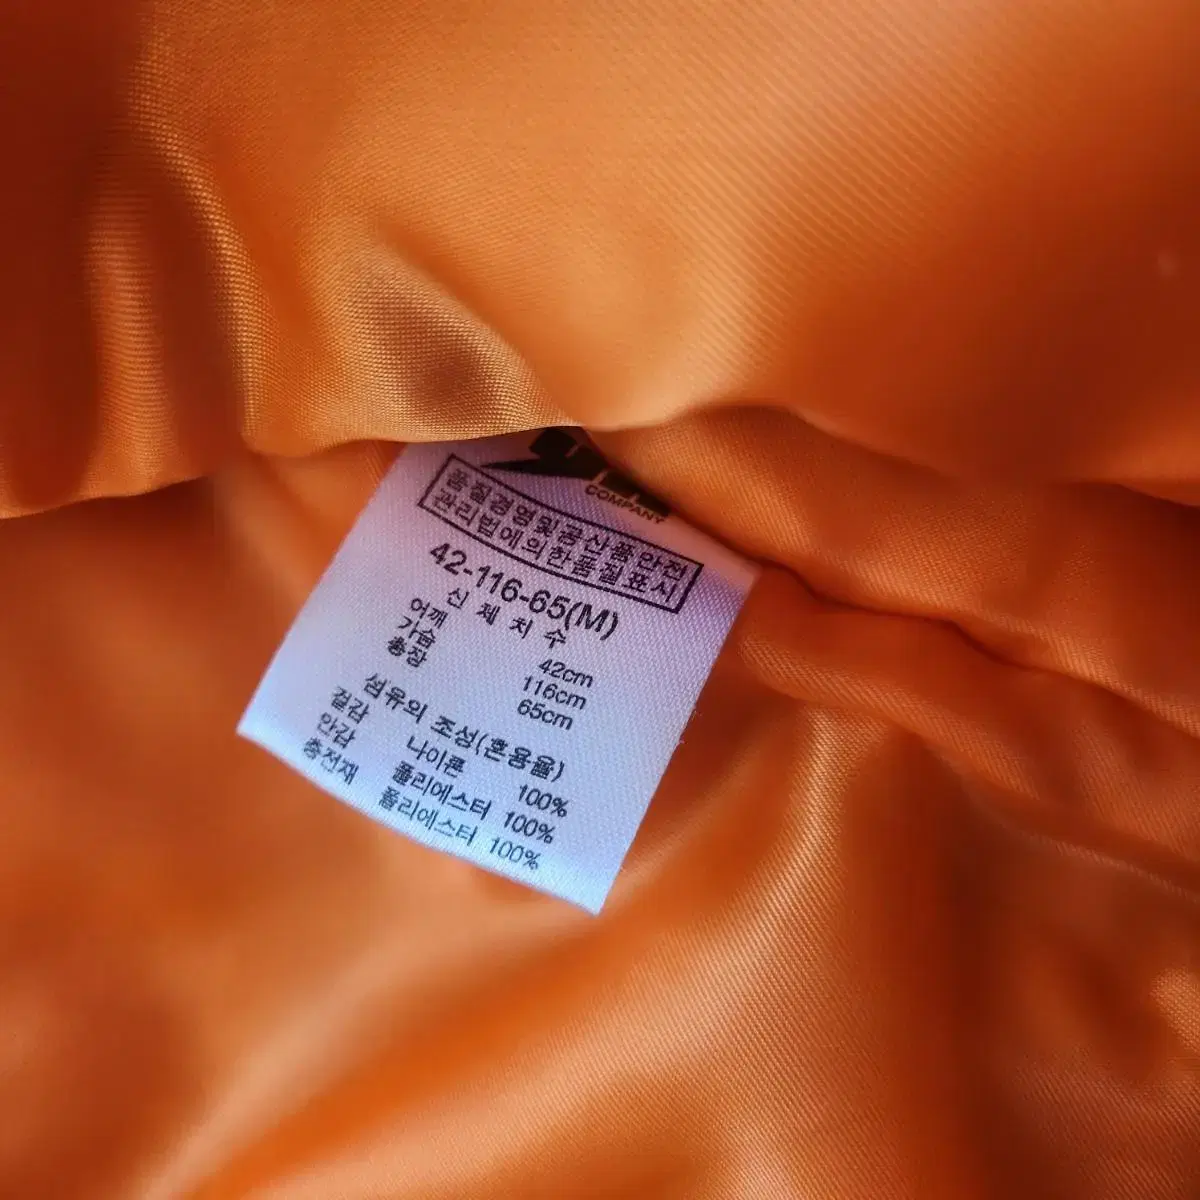 COMPANY
품질경영및공산품안전
관리법에의한품질표시
42-116-65(M)
신 체 치 수
어깨 42cm
가슴 116cm
총장 65cm
섬유의 조성(혼용율)
겉감 나이론 100%
안감 폴리에스터 100%
충전재 폴리에스터 100%